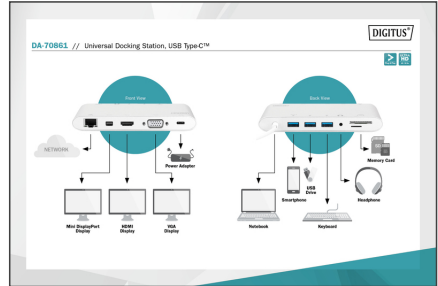 DIGITUS®
DA-70861 // Universal Docking Station, USB Type-C™
Front View
Back View
NETWORK
Power Adapter
Memory Card
Smartphone
USB
Drive
Headphone
Mini DisplayPort
Display
HDMI
Display
VGA
Display
Notebook
Keyboard